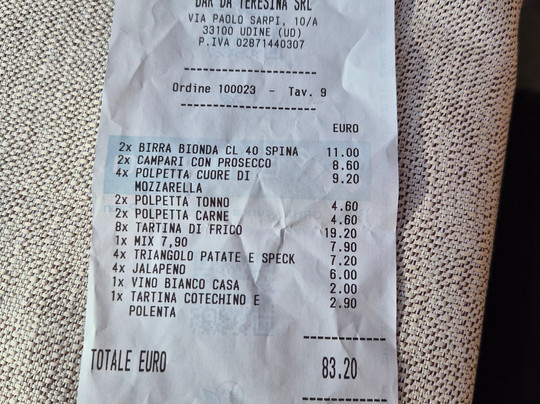 BAR DA TERESINA SRL
VIA PAOLO SARPI, 10/A
33100 UDINE (UD)
P.IVA 02871440307
Ordine 100023 - Tav. 9
EURO
2x BIRRA BIONDA CL 40 SPINA 11.00
2x CAMPARI CON PROSECCO 8.60
4x POLPETTA CUORE DI 9.20
MOZZARELLA
2x POLPETTA TONNO 4.60
2x POLPETTA CARNE 4.60
8x TARTINA DI FRICO 19.20
1x MIX 7,90 7.90
4x TRIANGOLO PATATE E SPECK 7.20
4x JALAPENO 6.00
1x VINO BIANCO CASA 2.00
1x TARTINA COTECHINO E 2.90
POLENTA
TOTALE EURO 83.20